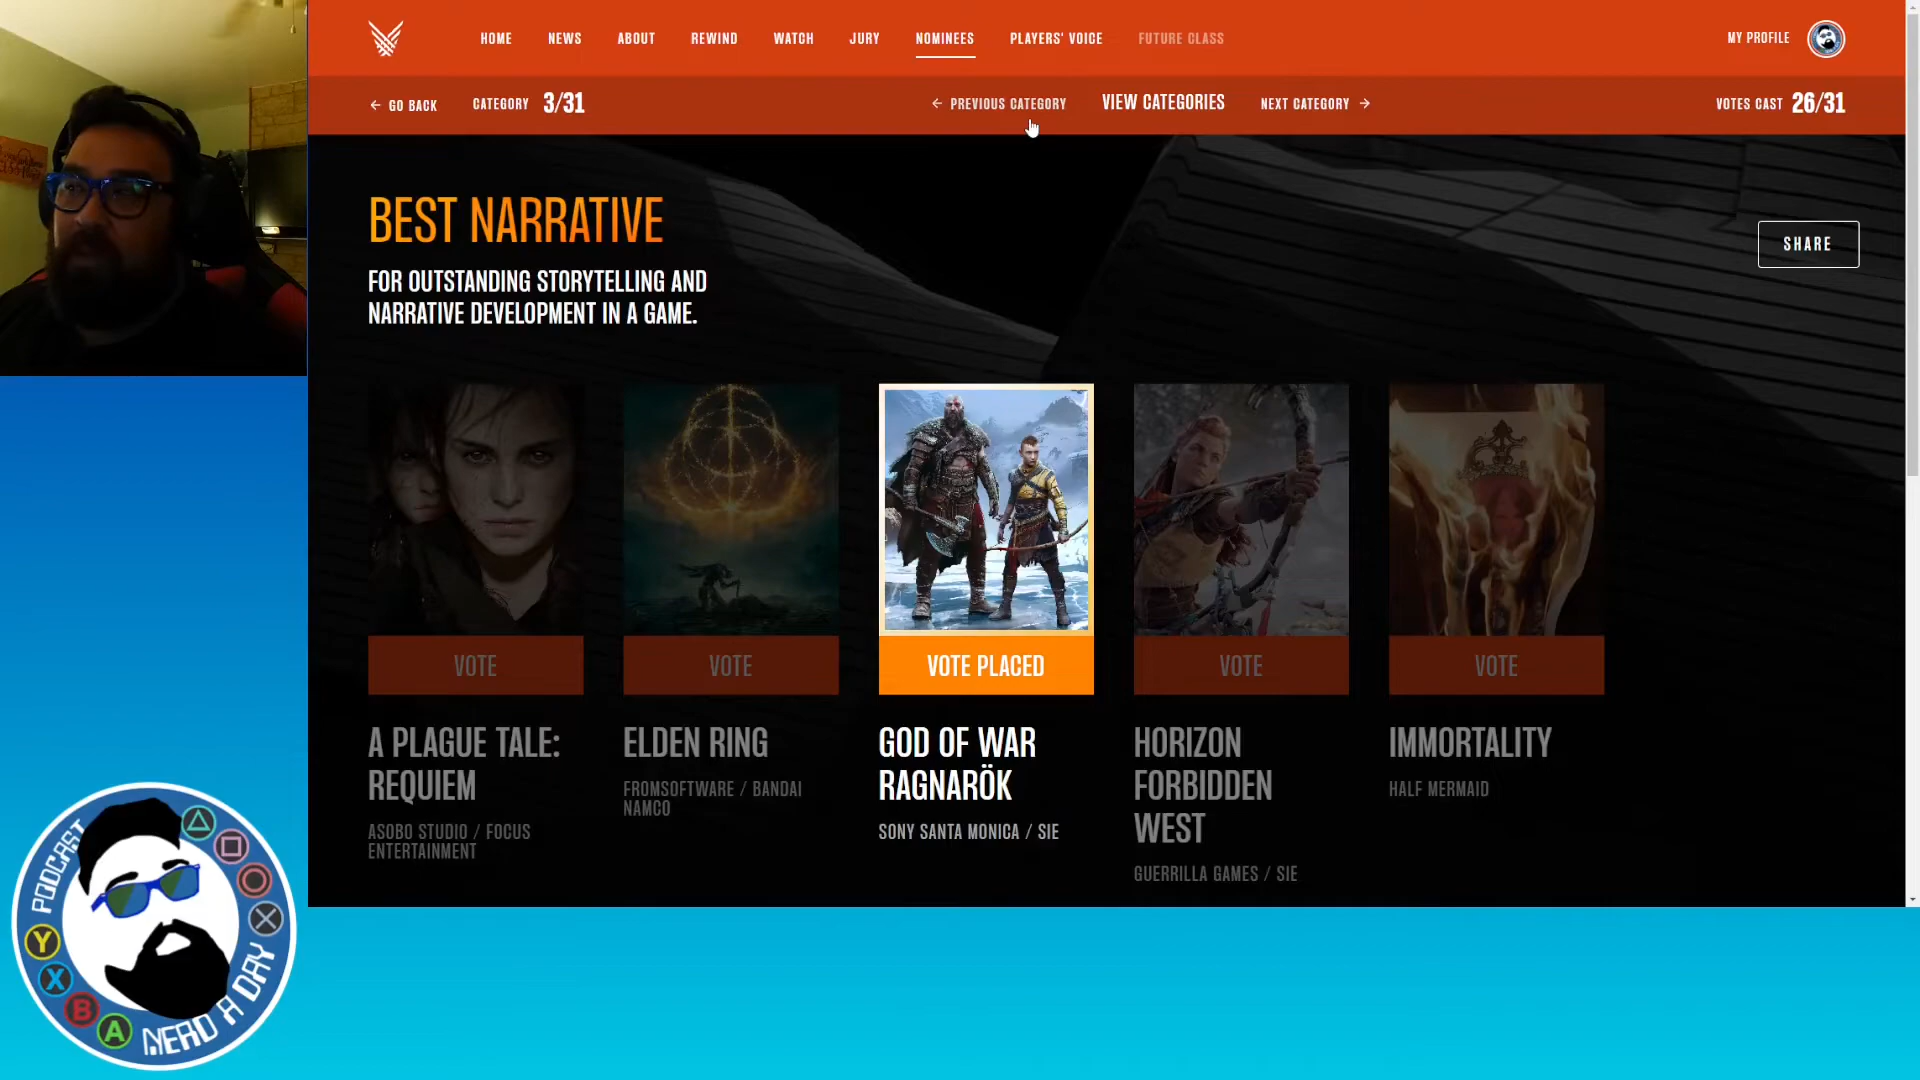 HOME NEWS ABOUT REWIND WATCH JURY NOMINEES PLAYERS' VOICE FUTURE CLASS MY PROFILE
← GO BACK CATEGORY 3/31 ← PREVIOUS CATEGORY VIEW CATEGORIES NEXT CATEGORY → VOTES CAST 26/31
BEST NARRATIVE
FOR OUTSTANDING STORYTELLING AND
NARRATIVE DEVELOPMENT IN A GAME.
SHARE
VOTE VOTE VOTE PLACED VOTE VOTE
A PLAGUE TALE:
REQUIEM
ASOBO STUDIO / FOCUS
ENTERTAINMENT
ELDEN RING
FROMSOFTWARE / BANDAI
NAMCO
GOD OF WAR
RAGNARÖK
SONY SANTA MONICA / SIE
HORIZON
FORBIDDEN
WEST
GUERRILLA GAMES / SIE
IMMORTALITY
HALF MERMAID
PODCAST
Y X B A
NERD A DAY